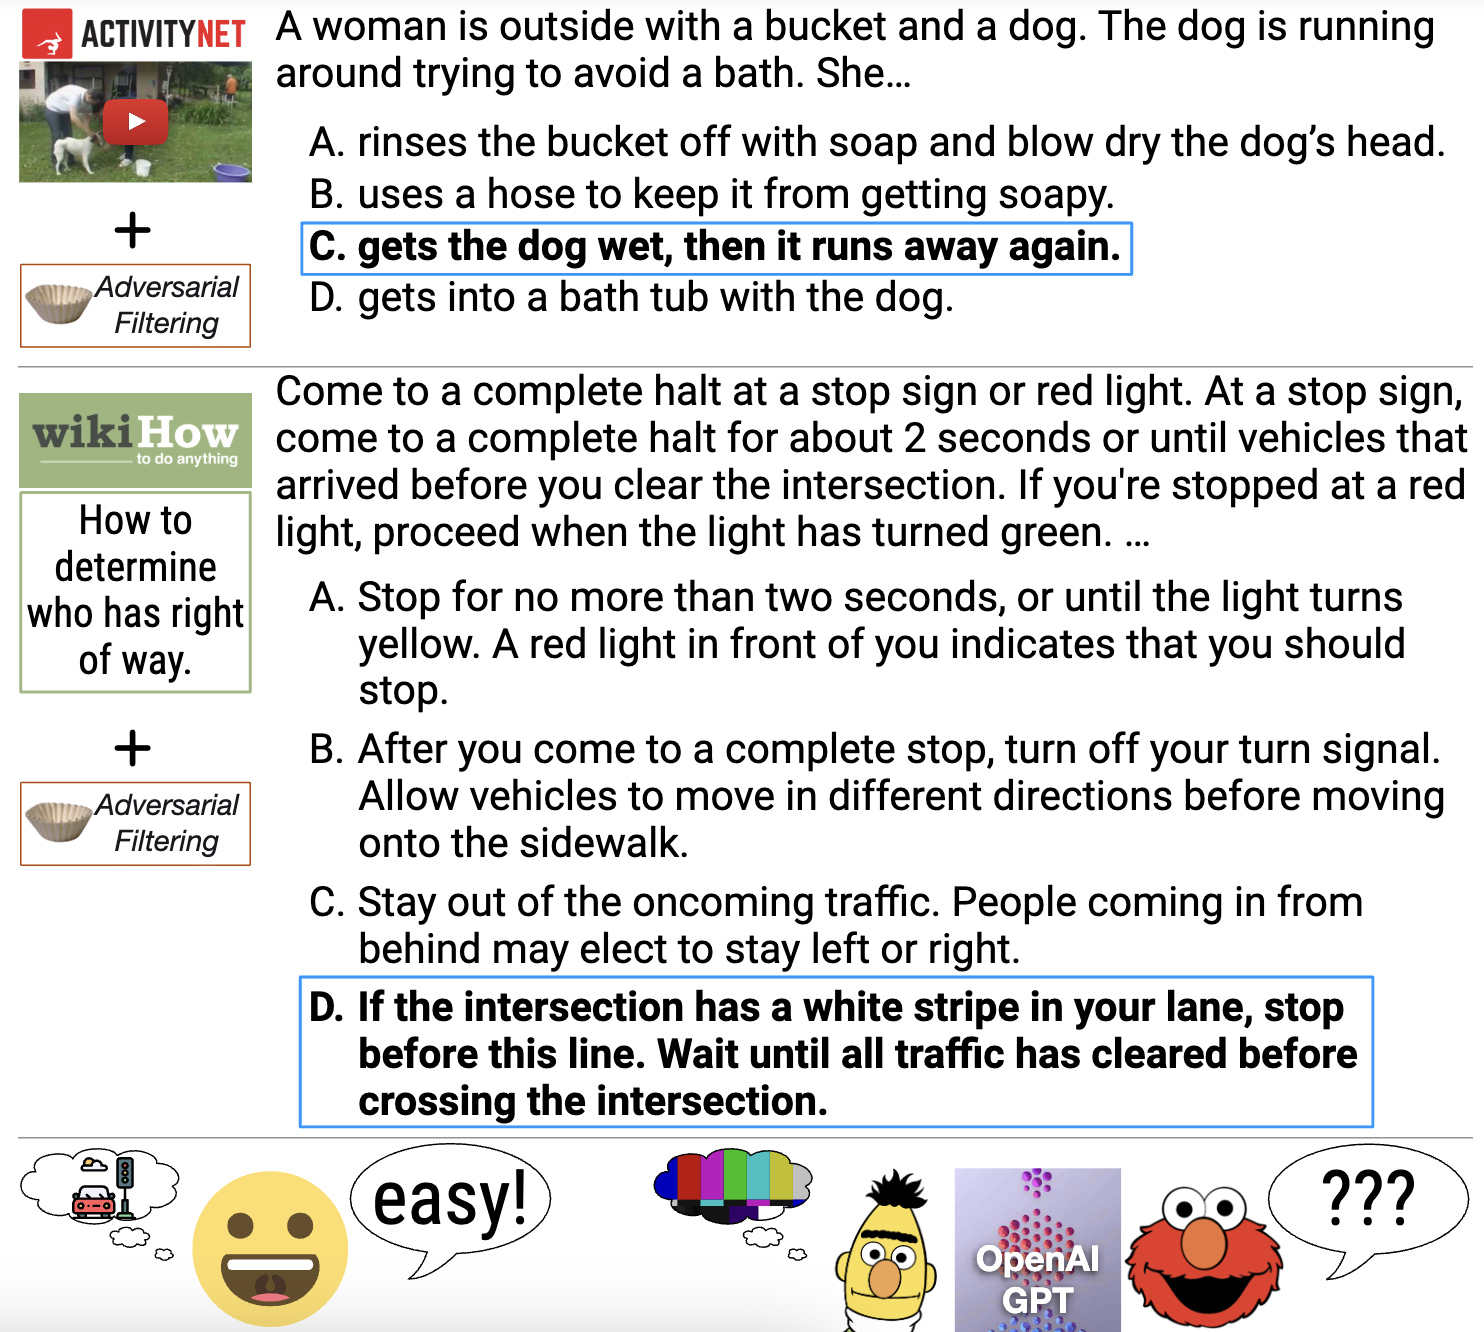 ACTIVITYNET
A woman is outside with a bucket and a dog. The dog is running
around trying to avoid a bath. She…
A. rinses the bucket off with soap and blow dry the dog’s head.
B. uses a hose to keep it from getting soapy.
C. gets the dog wet, then it runs away again.
D. gets into a bath tub with the dog.
+
Adversarial
Filtering
wikiHow
to do anything
How to
determine
who has right
of way.
+
Adversarial
Filtering
Come to a complete halt at a stop sign or red light. At a stop sign,
come to a complete halt for about 2 seconds or until vehicles that
arrived before you clear the intersection. If you're stopped at a red
light, proceed when the light has turned green. …
A. Stop for no more than two seconds, or until the light turns
yellow. A red light in front of you indicates that you should
stop.
B. After you come to a complete stop, turn off your turn signal.
Allow vehicles to move in different directions before moving
onto the sidewalk.
C. Stay out of the oncoming traffic. People coming in from
behind may elect to stay left or right.
D. If the intersection has a white stripe in your lane, stop
before this line. Wait until all traffic has cleared before
crossing the intersection.
easy!
OpenAI
GPT
???